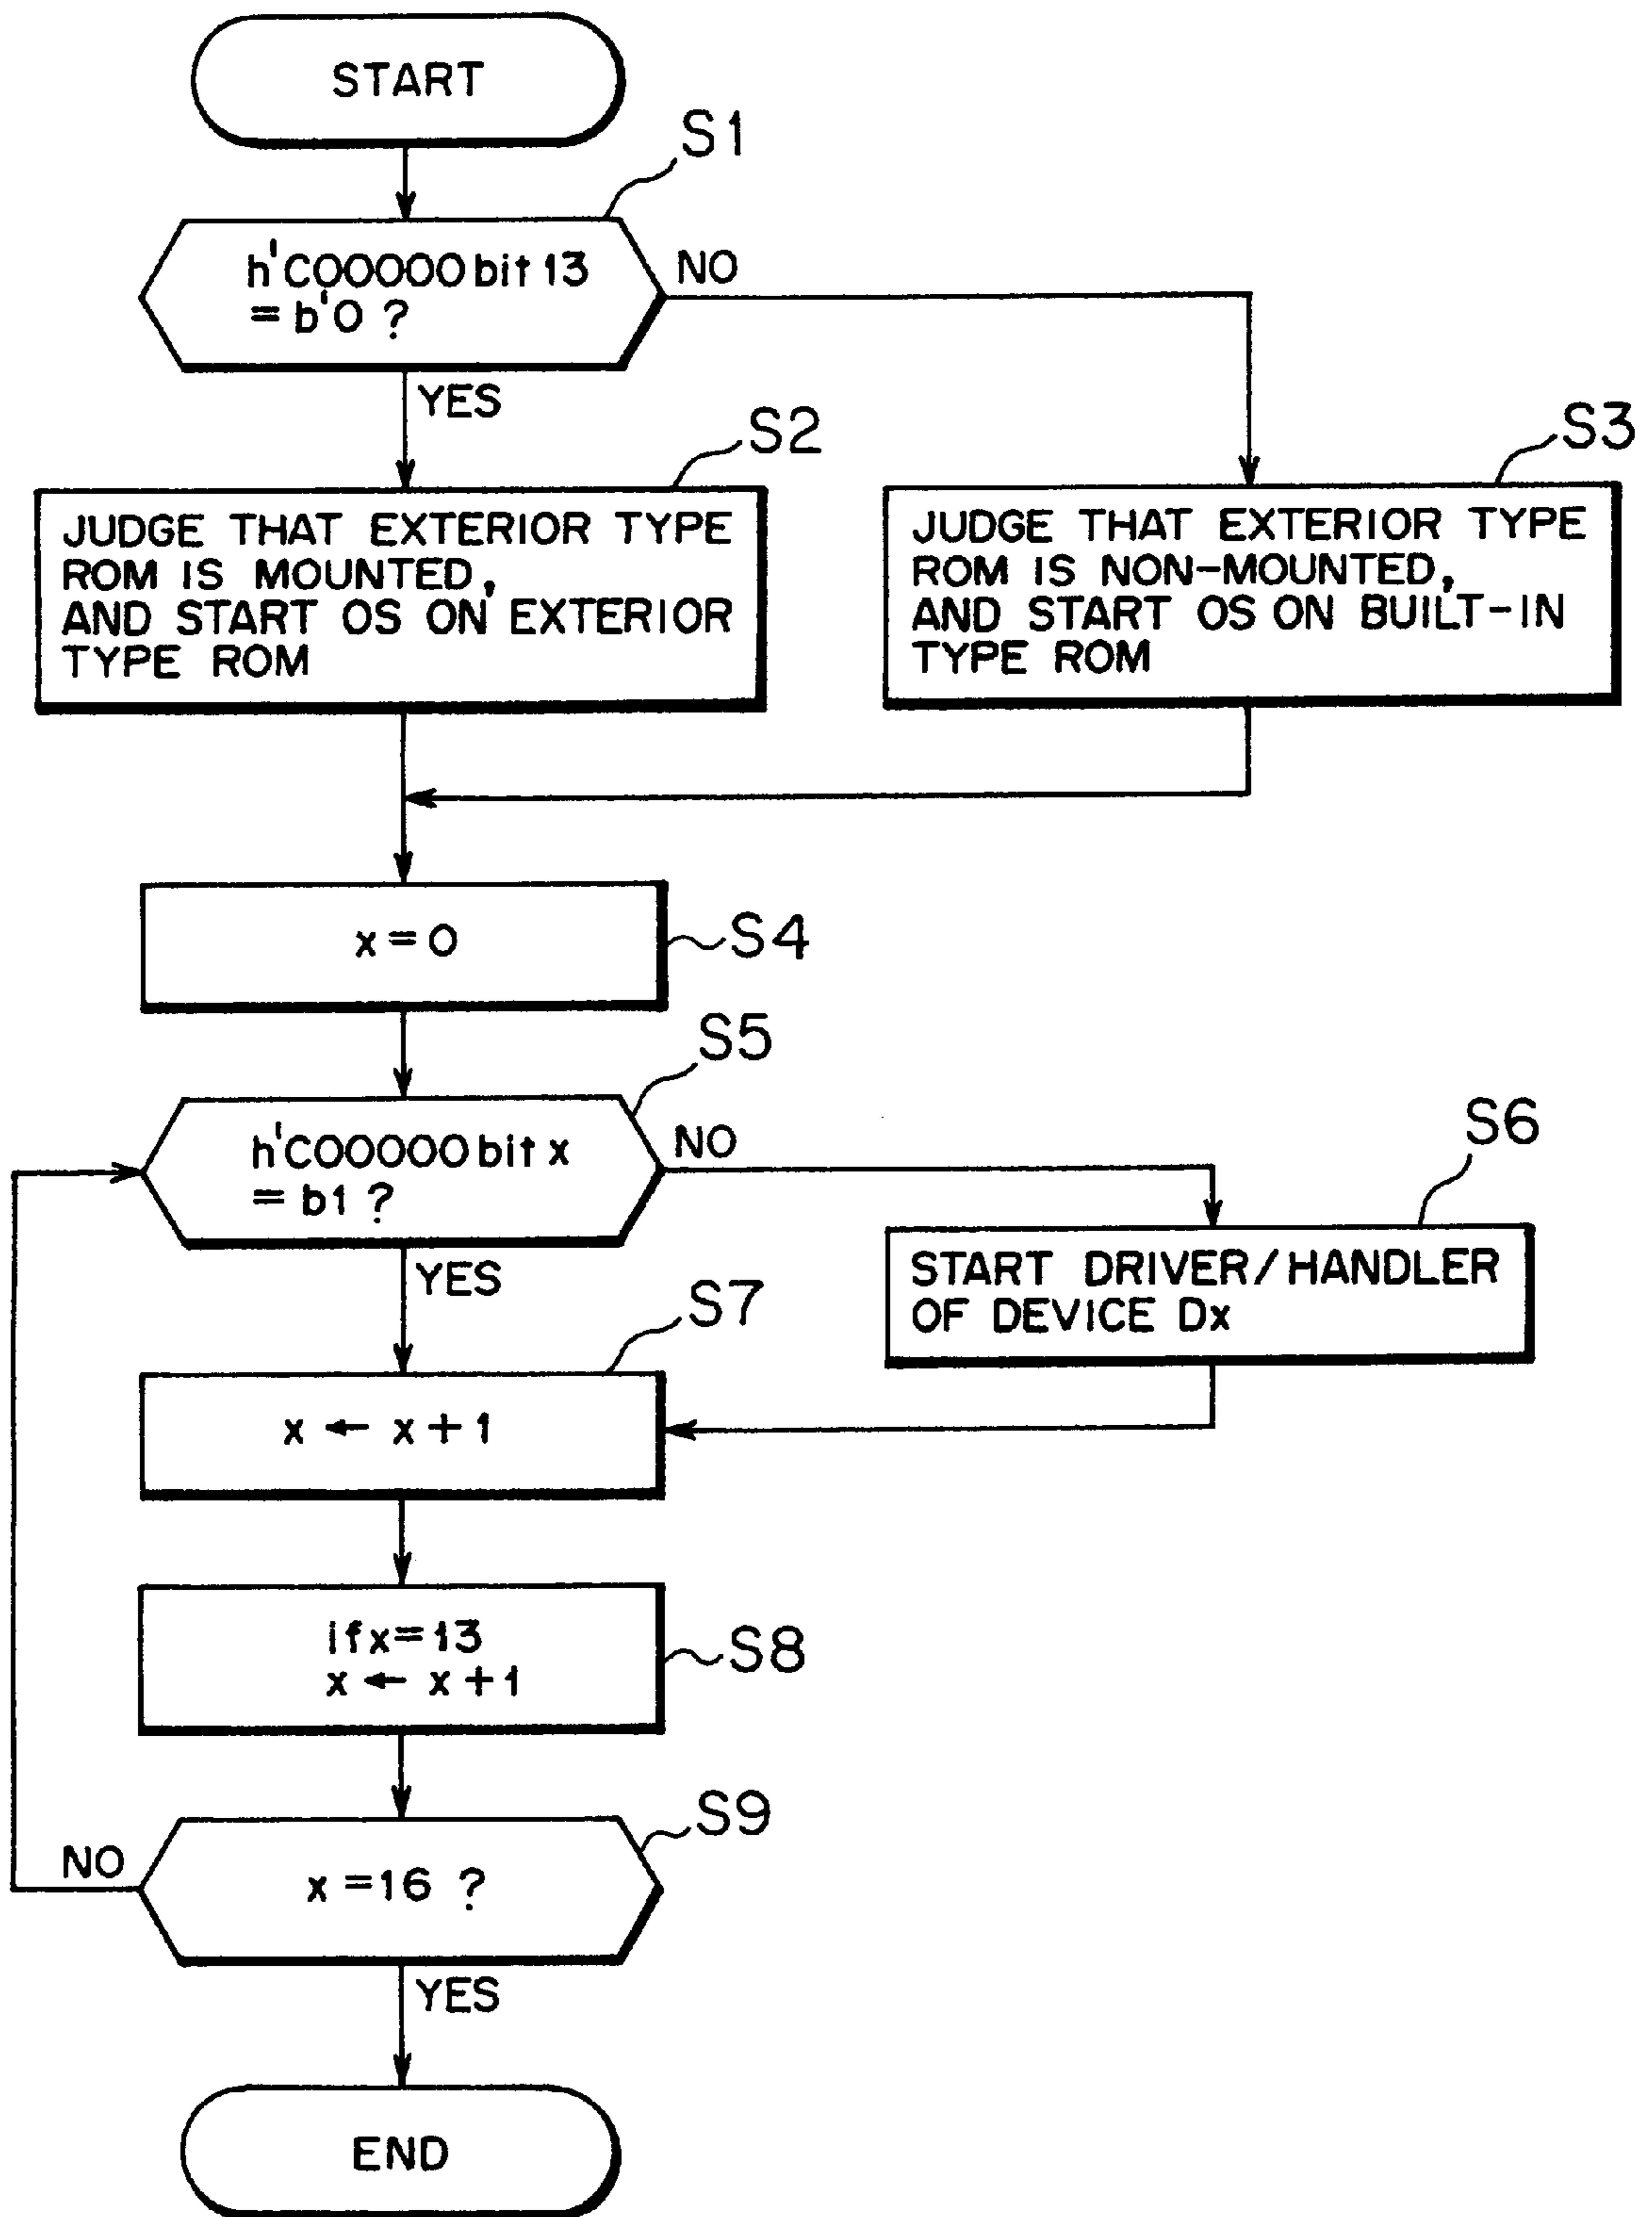 START
S1
h'C00000 bit 13
= b'0 ?
NO
YES
S2
JUDGE THAT EXTERIOR TYPE
ROM IS MOUNTED,
AND START OS ON EXTERIOR
TYPE ROM
S3
JUDGE THAT EXTERIOR TYPE
ROM IS NON-MOUNTED,
AND START OS ON BUILT-IN
TYPE ROM
x = 0
S4
S5
h'C00000 bit x
= b1 ?
NO
YES
S6
START DRIVER/HANDLER
OF DEVICE Dx
S7
x ← x + 1
if x = 13
x ← x + 1
S8
S9
x = 16 ?
NO
YES
END